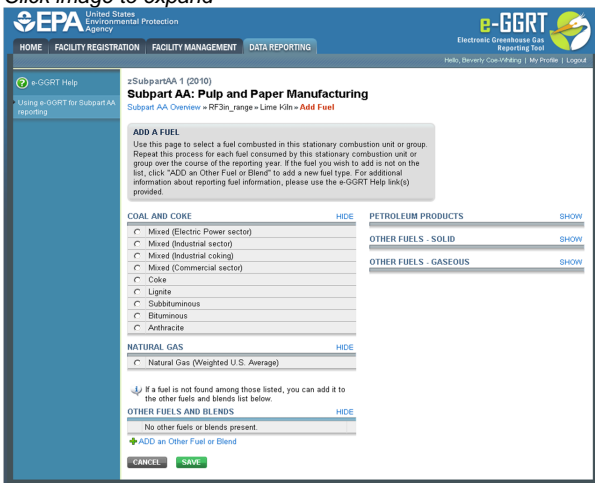 Click image to expand
EPA United States
Environmental Protection
Agency
e-GGRT
Electronic Greenhouse Gas
Reporting Tool
HOME FACILITY REGISTRATION FACILITY MANAGEMENT DATA REPORTING
Hello, Beverly Coe-Whiting | My Profile | Logout
e-GGRT Help
Using e-GGRT for Subpart AA
reporting
zSubpartAA 1 (2010)
Subpart AA: Pulp and Paper Manufacturing
Subpart AA Overview » RF3in_range » Lime Kiln » Add Fuel
ADD A FUEL
Use this page to select a fuel combusted in this stationary combustion unit or group.
Repeat this process for each fuel consumed by this stationary combustion unit or
group over the course of the reporting year. If the fuel you wish to add is not on the
list, click "ADD an Other Fuel or Blend" to add a new fuel type. For additional
information about reporting fuel information, please use the e-GGRT Help link(s)
provided.
COAL AND COKE HIDE
Mixed (Electric Power sector)
Mixed (Industrial sector)
Mixed (Industrial coking)
Mixed (Commercial sector)
Coke
Lignite
Subbituminous
Bituminous
Anthracite
NATURAL GAS HIDE
Natural Gas (Weighted U.S. Average)
If a fuel is not found among those listed, you can add it to
the other fuels and blends list below.
OTHER FUELS AND BLENDS HIDE
No other fuels or blends present.
ADD an Other Fuel or Blend
CANCEL SAVE
PETROLEUM PRODUCTS SHOW
OTHER FUELS - SOLID SHOW
OTHER FUELS - GASEOUS SHOW